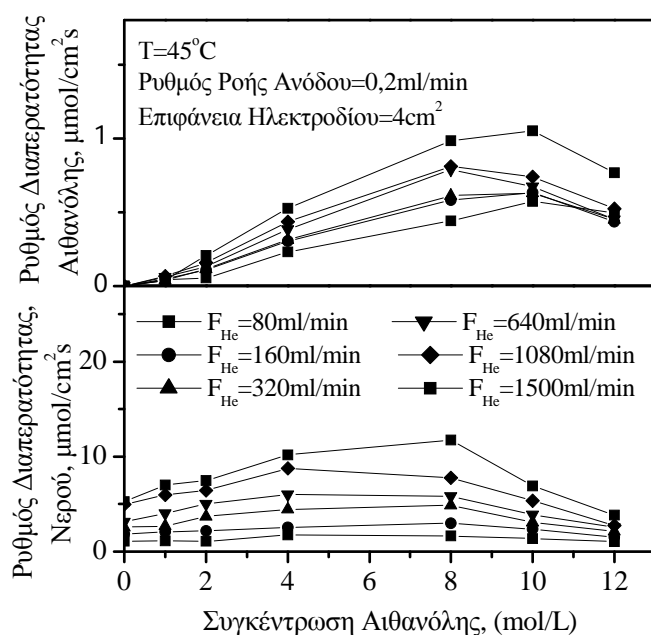 T=45°C
Ρυθμός Ροής Ανόδου=0,2ml/min
Επιφάνεια Ηλεκτροδίου=4cm²
Ρυθμός Διαπερατότητας
Αιθανόλης, μmol/cm²s
1
0
F_He=80ml/min
F_He=640ml/min
F_He=160ml/min
F_He=1080ml/min
F_He=320ml/min
F_He=1500ml/min
Ρυθμός Διαπερατότητας
Νερού, μmol/cm²s
20
10
0
0 2 4 6 8 10 12
Συγκέντρωση Αιθανόλης, (mol/L)